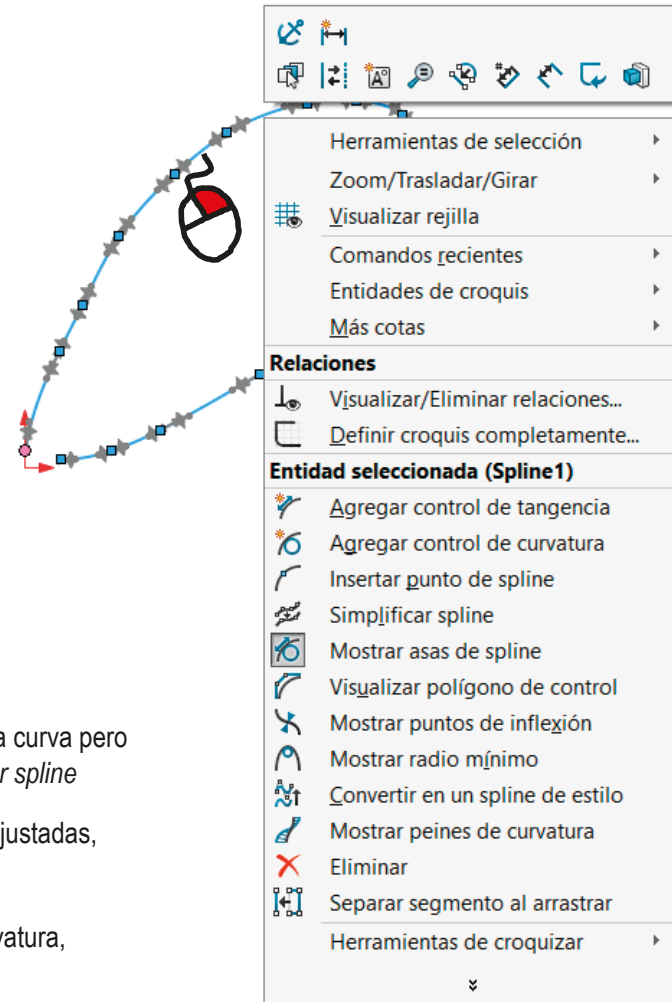 Herramientas de selección
Zoom/Trasladar/Girar
Visualizar rejilla
Comandos recientes
Entidades de croquis
Más cotas
Relaciones
Visualizar/Eliminar relaciones...
Definir croquis completamente...
Entidad seleccionada (Spline1)
Agregar control de tangencia
Agregar control de curvatura
Insertar punto de spline
Simplificar spline
Mostrar asas de spline
Visualizar polígono de control
Mostrar puntos de inflexión
Mostrar radio mínimo
Convertir en un spline de estilo
Mostrar peines de curvatura
Eliminar
Separar segmento al arrastrar
Herramientas de croquizar
a curva pero
r spline
justadas,
vatura,